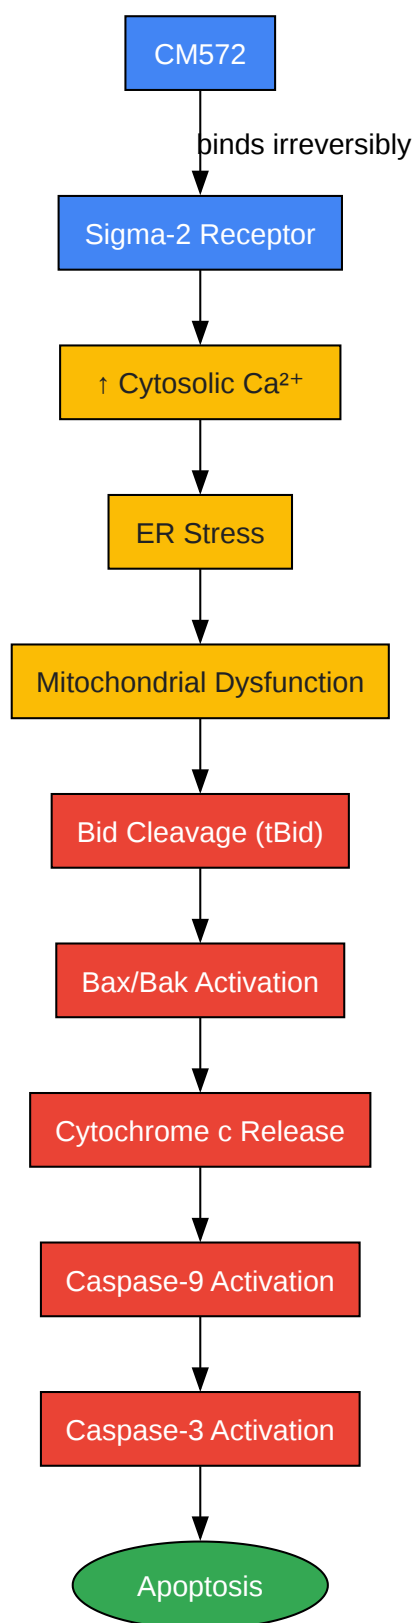 CM572
binds irreversibly
Sigma-2 Receptor
↑ Cytosolic Ca²⁺
ER Stress
Mitochondrial Dysfunction
Bid Cleavage (tBid)
Bax/Bak Activation
Cytochrome c Release
Caspase-9 Activation
Caspase-3 Activation
Apoptosis